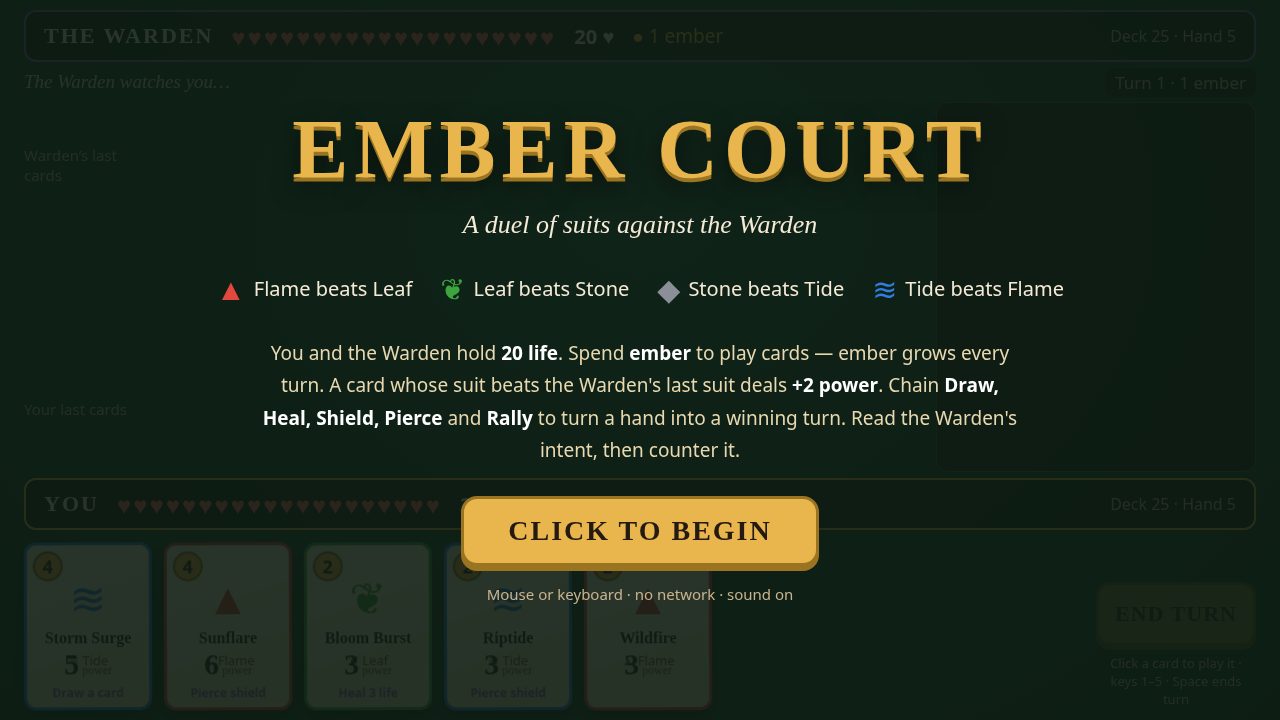 THE WARDEN 20 ♥ ● 1 ember Deck 25 · Hand 5
The Warden watches you… Turn 1 · 1 ember
EMBER COURT
Warden's last
cards
A duel of suits against the Warden
Flame beats Leaf Leaf beats Stone Stone beats Tide Tide beats Flame
You and the Warden hold 20 life. Spend ember to play cards — ember grows every
turn. A card whose suit beats the Warden's last suit deals +2 power. Chain Draw,
Heal, Shield, Pierce and Rally to turn a hand into a winning turn. Read the Warden's
intent, then counter it.
Your last cards
YOU Deck 25 · Hand 5
CLICK TO BEGIN
Mouse or keyboard · no network · sound on
4 4 2
Storm Surge Sunflare Bloom Burst Riptide Wildfire
5 Tide power 6 Flame power 3 Leaf power 3 Tide power 3 Flame power
Draw a card Pierce shield Heal 3 life Pierce shield
END TURN
Click a card to play it ·
keys 1–5 · Space ends
turn